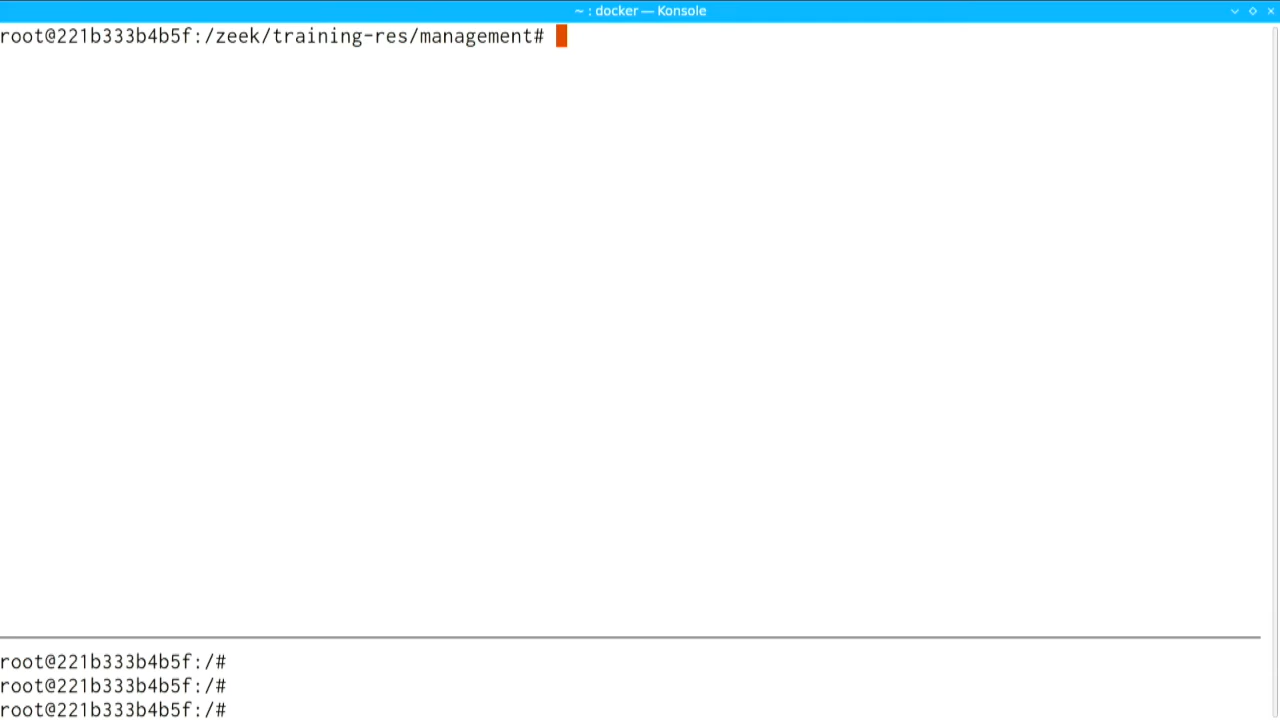 ~ : docker — Konsole
root@221b333b4b5f:/zeek/training-res/management#
root@221b333b4b5f:/#
root@221b333b4b5f:/#
root@221b333b4b5f:/#